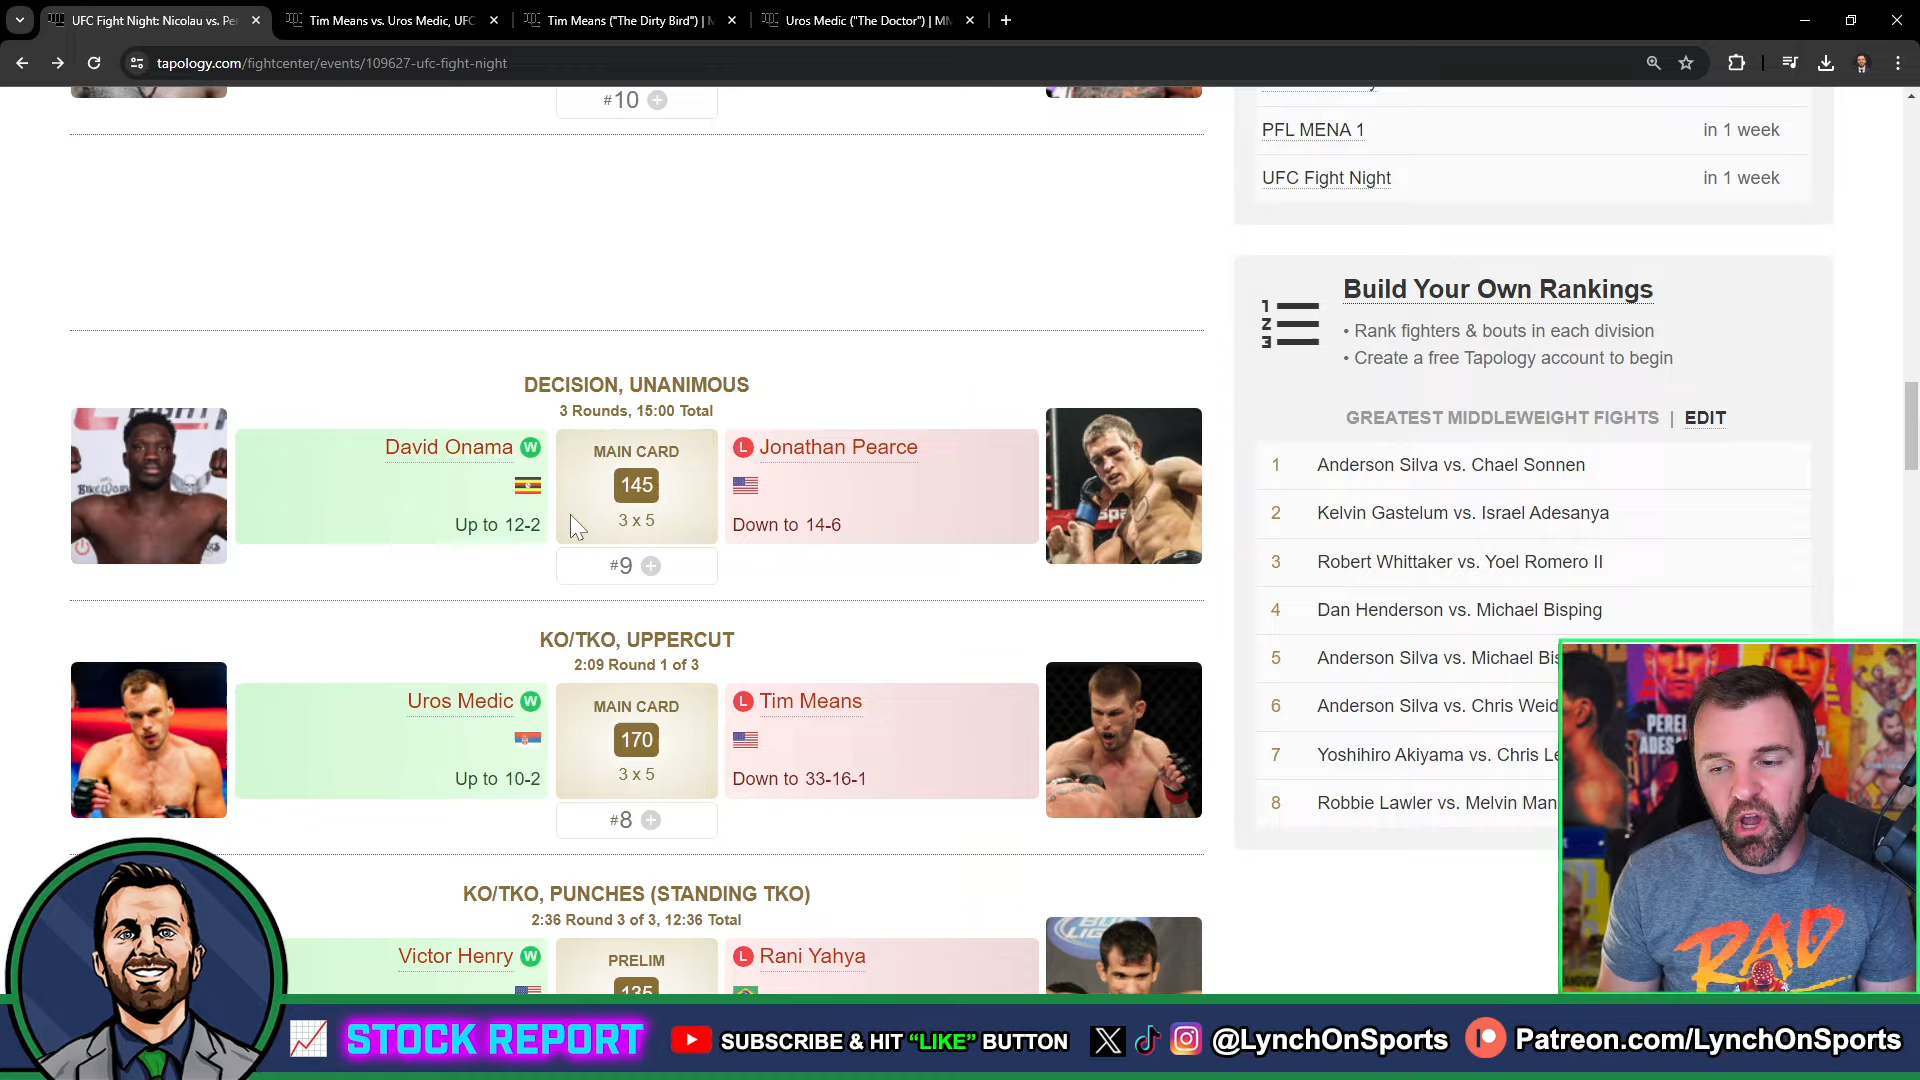 UFC Fight Night: Nicolau vs. Pe
Tim Means vs. Uros Medic, UFC
Tim Means ("The Dirty Bird") | M
Uros Medic ("The Doctor") | MM
tapology.com/fightcenter/events/109627-ufc-fight-night
#10
PFL MENA 1
in 1 week
UFC Fight Night
in 1 week
Build Your Own Rankings
• Rank fighters & bouts in each division
• Create a free Tapology account to begin
GREATEST MIDDLEWEIGHT FIGHTS | EDIT
1 Anderson Silva vs. Chael Sonnen
2 Kelvin Gastelum vs. Israel Adesanya
3 Robert Whittaker vs. Yoel Romero II
4 Dan Henderson vs. Michael Bisping
5 Anderson Silva vs. Michael Bis
6 Anderson Silva vs. Chris Weid
7 Yoshihiro Akiyama vs. Chris Le
8 Robbie Lawler vs. Melvin Man
DECISION, UNANIMOUS
3 Rounds, 15:00 Total
David Onama W
MAIN CARD
L Jonathan Pearce
145
Up to 12-2
3 x 5
Down to 14-6
#9
KO/TKO, UPPERCUT
2:09 Round 1 of 3
Uros Medic W
MAIN CARD
L Tim Means
170
Up to 10-2
3 x 5
Down to 33-16-1
#8
KO/TKO, PUNCHES (STANDING TKO)
2:36 Round 3 of 3, 12:36 Total
Victor Henry W
PRELIM
L Rani Yahya
135
PEREI
ADES
RAD
STOCK REPORT
SUBSCRIBE & HIT “LIKE” BUTTON
@LynchOnSports
Patreon.com/LynchOnSports